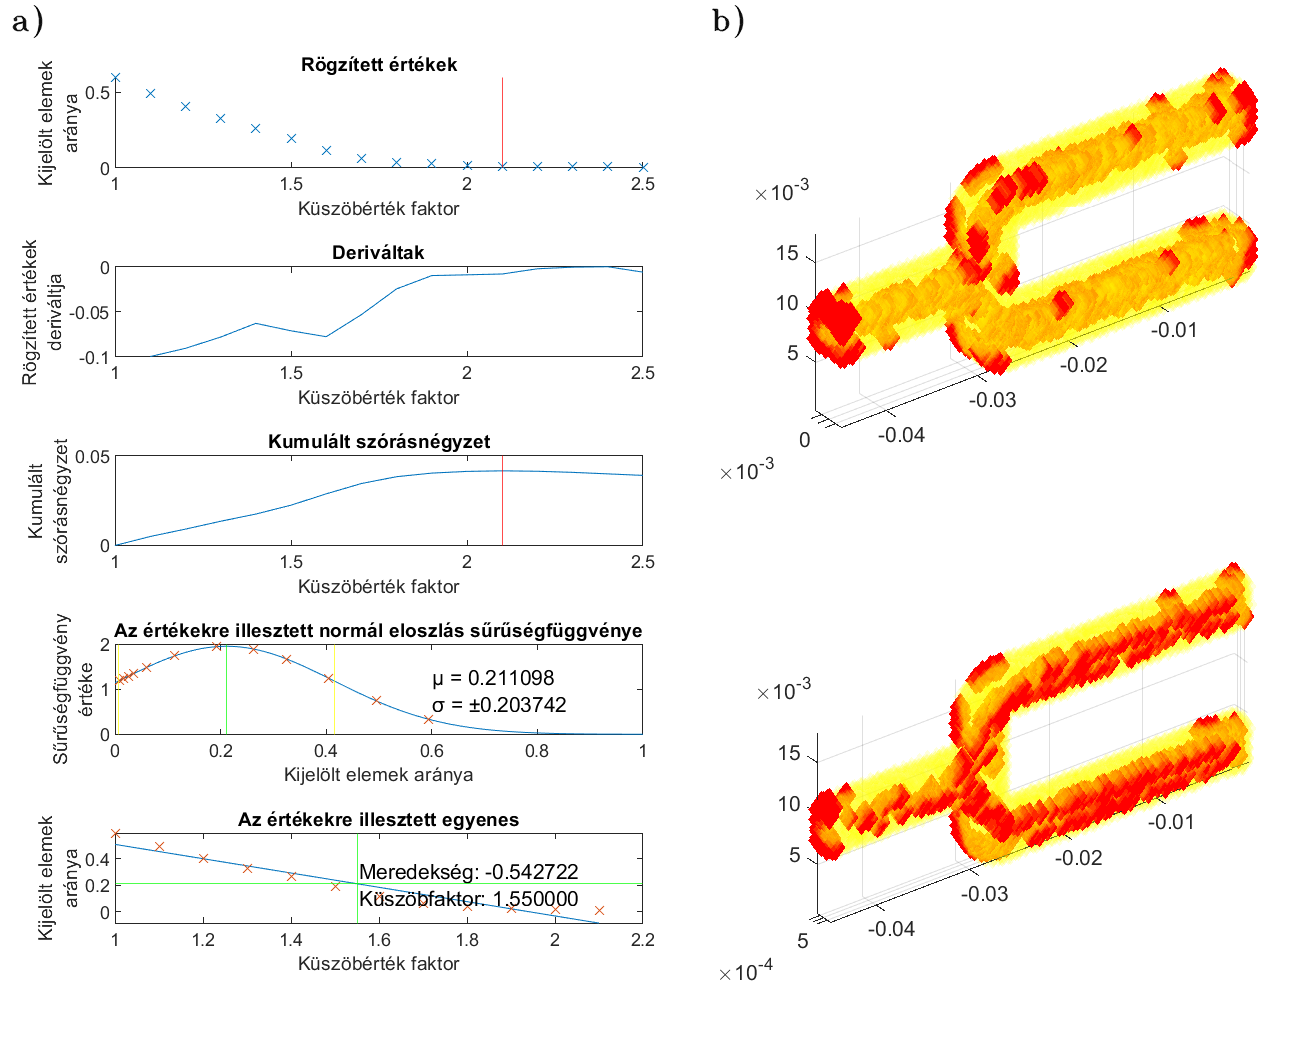 a)
Rögzített értékek
Kijelölt elemek
aránya
0.5
0
1
1.5
2
2.5
Küszöbérték faktor
Deriváltak
Rögzített értékek
deriváltja
0
-0.05
-0.1
1
1.5
2
2.5
Küszöbérték faktor
Kumulált szórásnégyzet
Kumulált
szórásnégyzet
0.05
0
1
1.5
2
2.5
Küszöbérték faktor
Az értékekre illesztett normál eloszlás sűrűségfüggvénye
Sűrűségfüggvény
értéke
2
1
0
μ = 0.211098
σ = ±0.203742
0
0.2
0.4
0.6
0.8
1
Kijelölt elemek aránya
Az értékekre illesztett egyenes
Kijelölt elemek
aránya
0.4
0.2
0
Meredekség: -0.542722
Küszöbfaktor: 1.550000
1
1.2
1.4
1.6
1.8
2
2.2
Küszöbérték faktor
b)
×10-3
15
10
5
0
-0.01
-0.02
-0.03
-0.04
×10-3
×10-3
15
10
5
5
-0.01
-0.02
-0.03
-0.04
×10-4